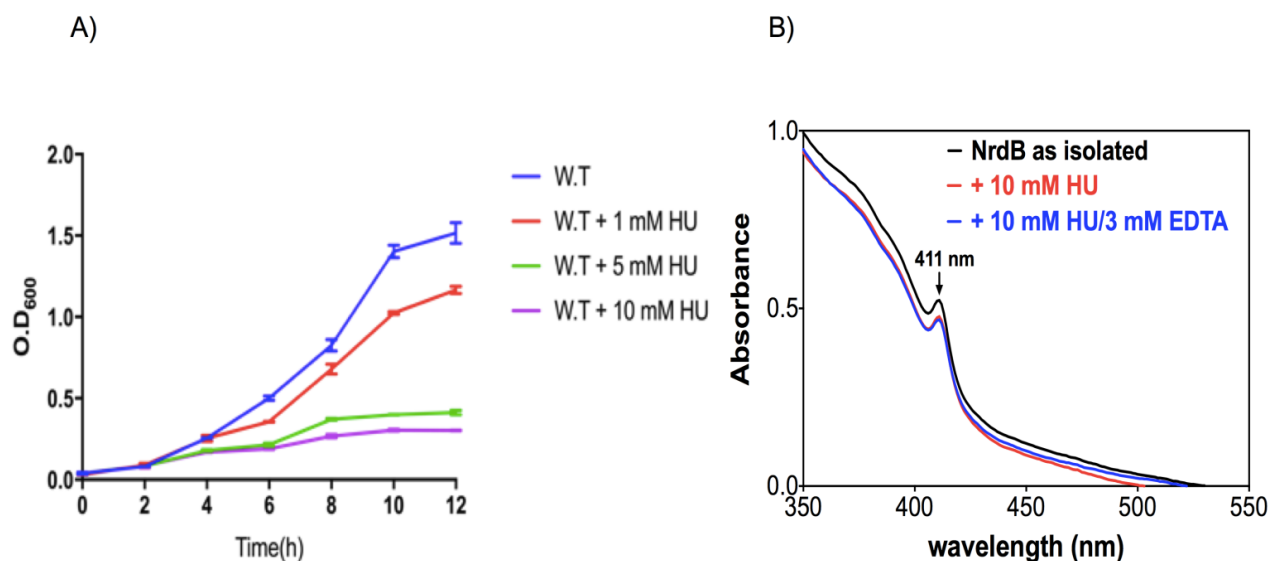 A)
B)
2.0
1.5
1.0
0.5
0.0
O.D600
0 2 4 6 8 10 12
Time(h)
W.T
W.T + 1 mM HU
W.T + 5 mM HU
W.T + 10 mM HU
1.0
0.5
0.0
Absorbance
NrdB as isolated
+ 10 mM HU
+ 10 mM HU/3 mM EDTA
411 nm
350 400 450 500 550
wavelength (nm)